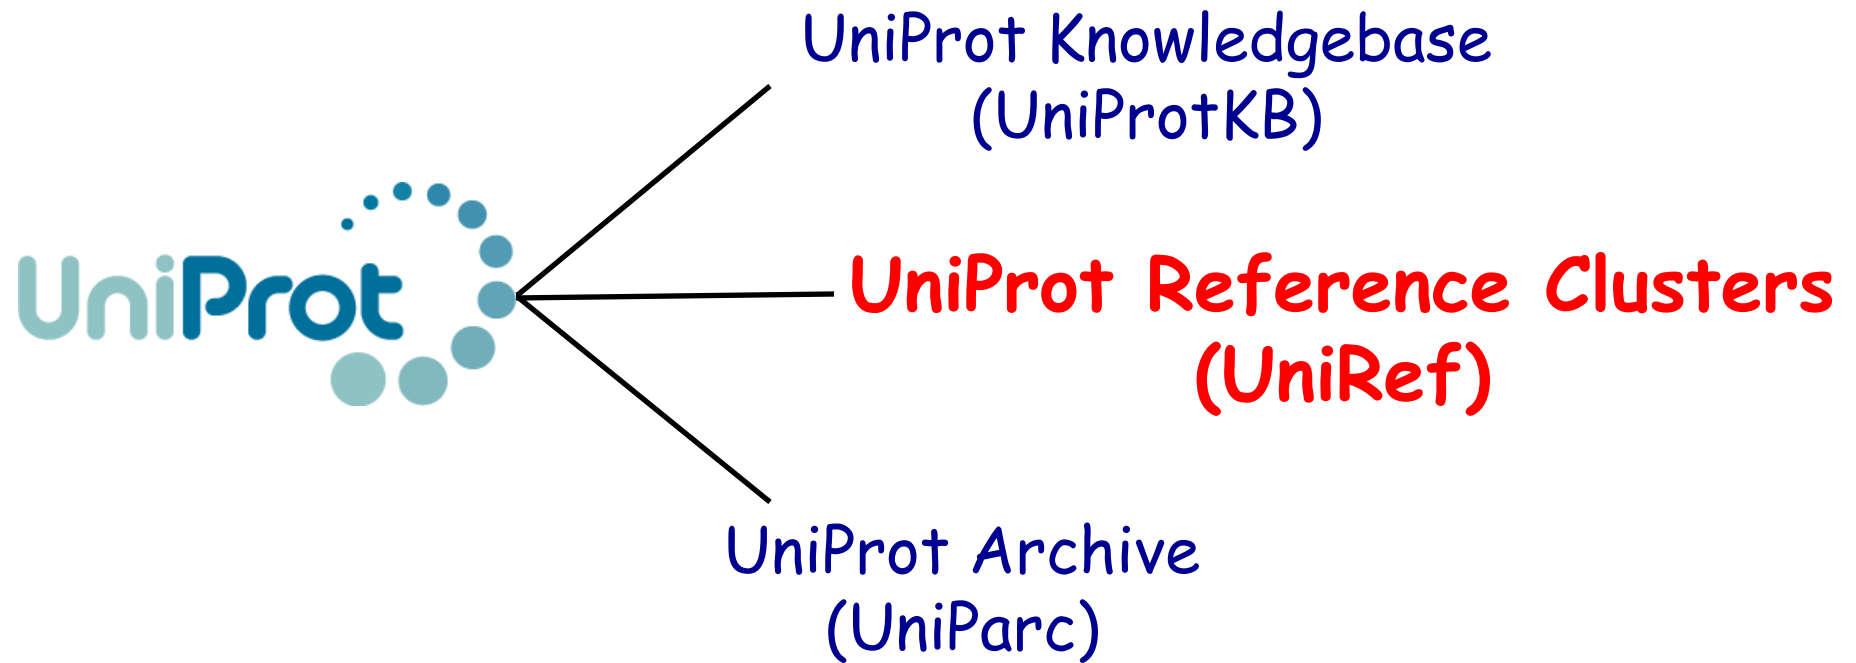 UniProt Knowledgebase
(UniProtKB)
UniProt
UniProt Reference Clusters
(UniRef)
UniProt Archive
(UniParc)